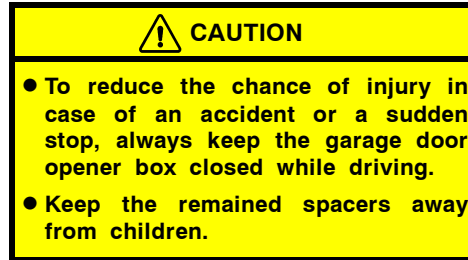 CAUTION
● To reduce the chance of injury in
case of an accident or a sudden
stop, always keep the garage door
opener box closed while driving.
● Keep the remained spacers away
from children.